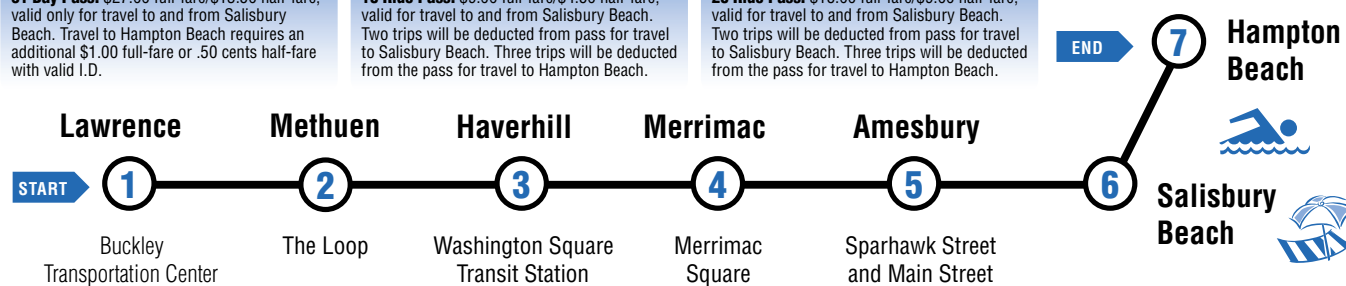 valid only for travel to and from Salisbury
Beach. Travel to Hampton Beach requires an
additional $1.00 full-fare or .50 cents half-fare
with valid I.D.
valid for travel to and from Salisbury Beach.
Two trips will be deducted from pass for travel
to Salisbury Beach. Three trips will be deducted
from the pass for travel to Hampton Beach.
valid for travel to and from Salisbury Beach.
Two trips will be deducted from pass for travel
to Salisbury Beach. Three trips will be deducted
from the pass for travel to Hampton Beach.
END
7
Hampton
Beach
Lawrence
Methuen
Haverhill
Merrimac
Amesbury
START
1
2
3
4
5
6
Salisbury
Beach
Buckley
Transportation Center
The Loop
Washington Square
Transit Station
Merrimac
Square
Sparhawk Street
and Main Street